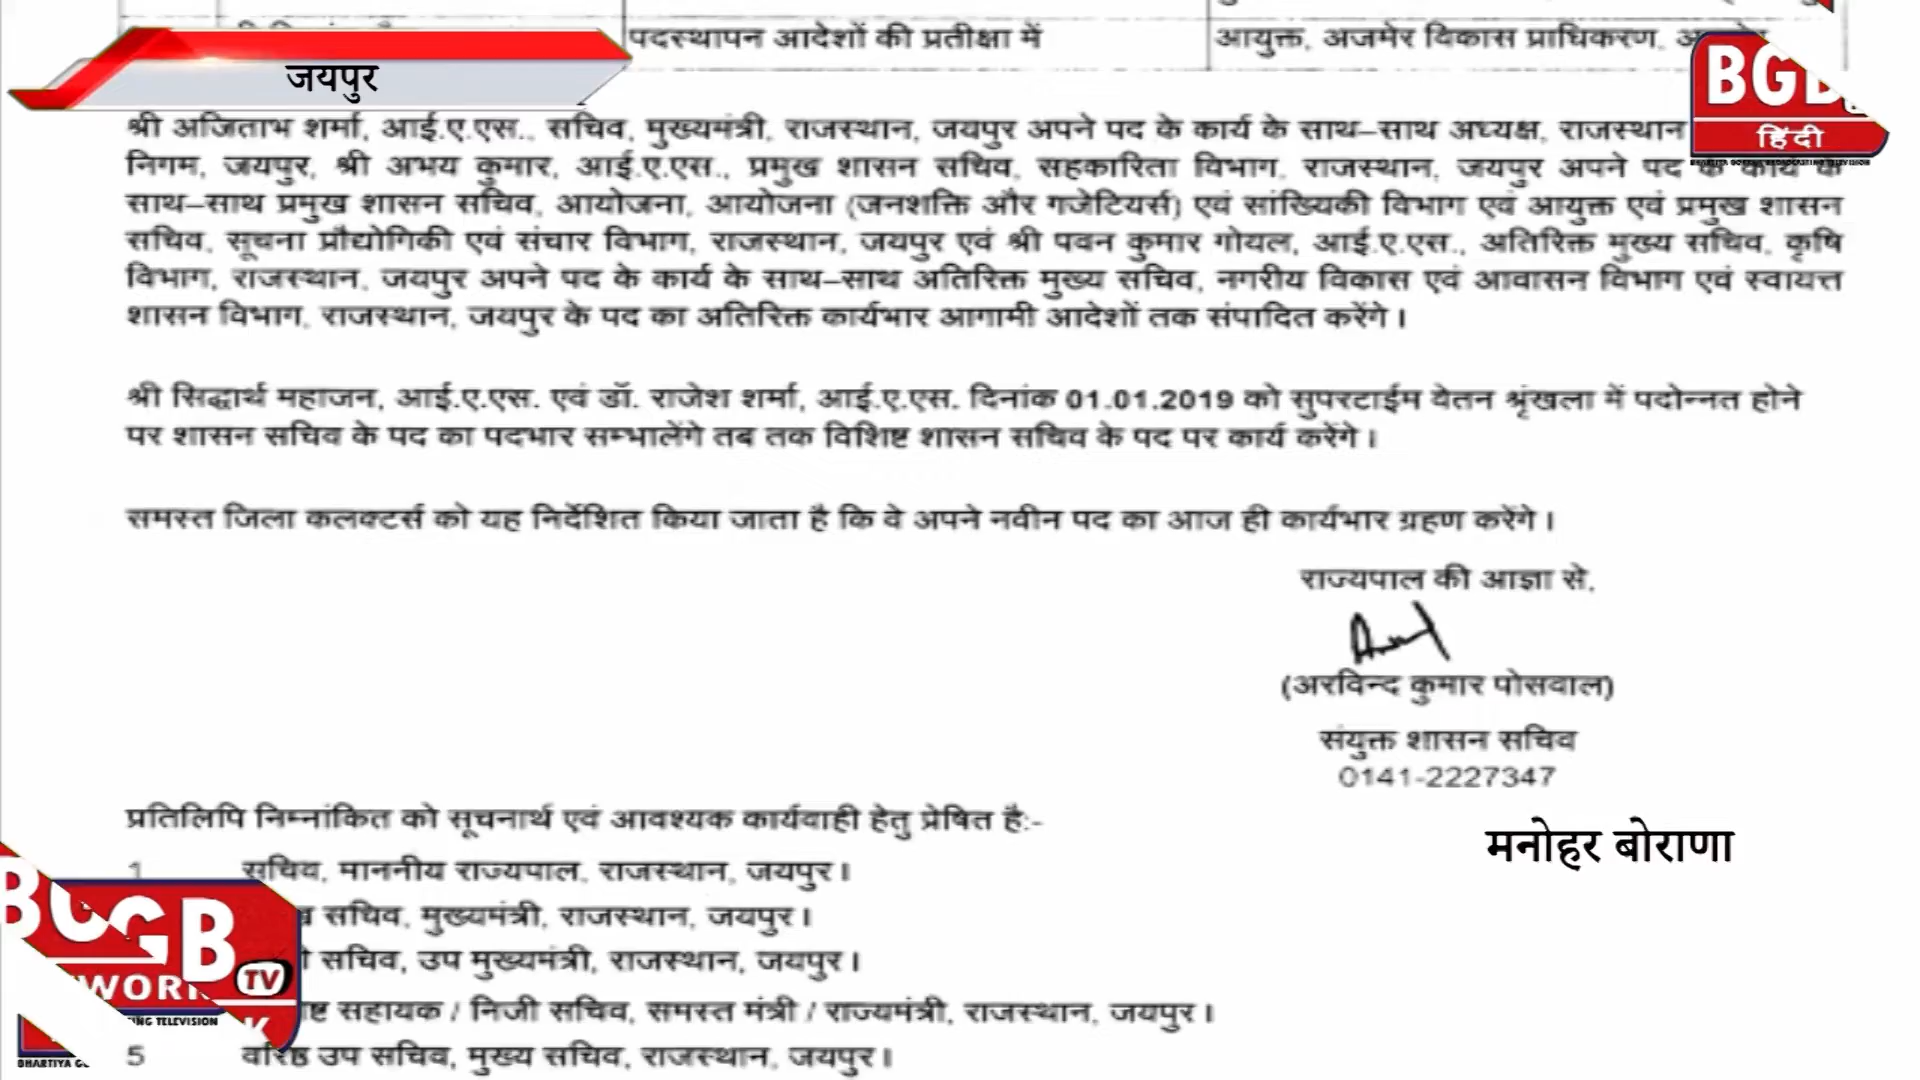 पदस्थापन आदेशों की प्रतीक्षा में
आयुक्त, अजमेर विकास प्राधिकरण,
जयपुर
BGB
हिंदी
श्री अजिताभ शर्मा, आई.ए.एस., सचिव, मुख्यमंत्री, राजस्थान, जयपुर अपने पद के कार्य के साथ–साथ अध्यक्ष, राजस्थान
निगम, जयपुर, श्री अभय कुमार, आई.ए.एस., प्रमुख शासन सचिव, सहकारिता विभाग, राजस्थान, जयपुर अपने पद के कार्य के
साथ–साथ प्रमुख शासन सचिव, आयोजना, आयोजना (जनशक्ति और गजेटियर्स) एवं सांख्यिकी विभाग एवं आयुक्त एवं प्रमुख शासन
सचिव, सूचना प्रौद्योगिकी एवं संचार विभाग, राजस्थान, जयपुर एवं श्री पवन कुमार गोयल, आई.ए.एस., अतिरिक्त मुख्य सचिव, कृषि
विभाग, राजस्थान, जयपुर अपने पद के कार्य के साथ–साथ अतिरिक्त मुख्य सचिव, नगरीय विकास एवं आवासन विभाग एवं स्वायत्त
शासन विभाग, राजस्थान, जयपुर के पद का अतिरिक्त कार्यभार आगामी आदेशों तक संपादित करेंगे।
श्री सिद्धार्थ महाजन, आई.ए.एस. एवं डॉ. राजेश शर्मा, आई.ए.एस. दिनांक 01.01.2019 को सुपरटाईम वेतन श्रृंखला में पदोन्नत होने
पर शासन सचिव के पद का पदभार सम्भालेंगे तब तक विशिष्ट शासन सचिव के पद पर कार्य करेंगे।
समस्त जिला कलक्टर्स को यह निर्देशित किया जाता है कि वे अपने नवीन पद का आज ही कार्यभार ग्रहण करेंगे।
राज्यपाल की आज्ञा से,
(अरविन्द कुमार पोसवाल)
संयुक्त शासन सचिव
0141-2227347
प्रतिलिपि निम्नांकित को सूचनार्थ एवं आवश्यक कार्यवाही हेतु प्रेषित है:-
मनोहर बोराणा
1 सचिव, माननीय राज्यपाल, राजस्थान, जयपुर।
सचिव, मुख्यमंत्री, राजस्थान, जयपुर।
सचिव, उप मुख्यमंत्री, राजस्थान, जयपुर।
सहायक / निजी सचिव, समस्त मंत्री / राज्यमंत्री, राजस्थान, जयपुर।
5 वरिष्ठ उप सचिव, मुख्य सचिव, राजस्थान, जयपुर।
TV
TELEVISION